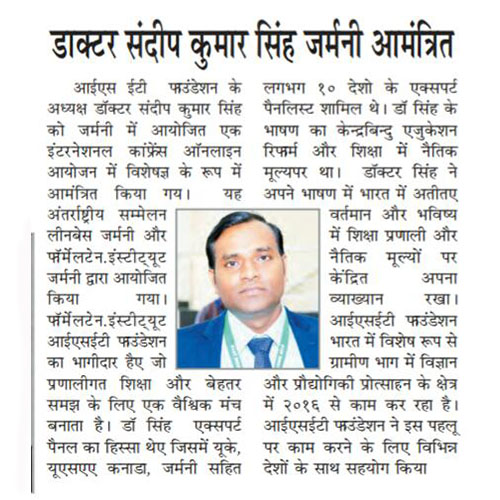 डाक्टर संदीप कुमार सिंह जर्मनी आमंत्रित
आईएस ईटी फाउंडेशन के
अध्यक्ष डॉक्टर संदीप कुमार सिंह
को जर्मनी में आयोजित एक
इंटरनेशनल कांफ्रेंस ऑनलाइन
आयोजन में विशेषज्ञ के रूप में
आमंत्रित किया गय। यह
अंतर्राष्ट्रीय सम्मेलन
लीनबेस जर्मनी और
फॉर्मेलटेन.इंस्टीट्यूट
जर्मनी द्वारा आयोजित
किया गया।
फॉर्मेलटेन.इंस्टीट्यूट
आईएसईटी फाउंडेशन
का भागीदार हैए जो
प्रणालीगत शिक्षा और बेहतर
समझ के लिए एक वैश्विक मंच
बनाता है। डॉ सिंह एक्सपर्ट
पैनल का हिस्सा थेए जिसमें यूके,
यूएसएए कनाडा, जर्मनी सहित
लगभग १० देशो के एक्सपर्ट
पैनलिस्ट शामिल थे। डॉ सिंह के
भाषण का केन्द्रबिन्दु एजुकेशन
रिफार्म और शिक्षा में नैतिक
मूल्यपर था। डॉक्टर सिंह ने
अपने भाषण में भारत में अतीतए
वर्तमान और भविष्य
में शिक्षा प्रणाली और
नैतिक मूल्यों पर
केंद्रित अपना
व्याख्यान रखा।
आईएसईटी फाउंडेशन
भारत में विशेष रूप से
ग्रामीण भाग में विज्ञान
और प्रौद्योगिकी प्रोत्साहन के क्षेत्र
में २०१६ से काम कर रहा है।
आईएसईटी फाउंडेशन ने इस पहलू
पर काम करने के लिए विभिन्न
देशों के साथ सहयोग किया